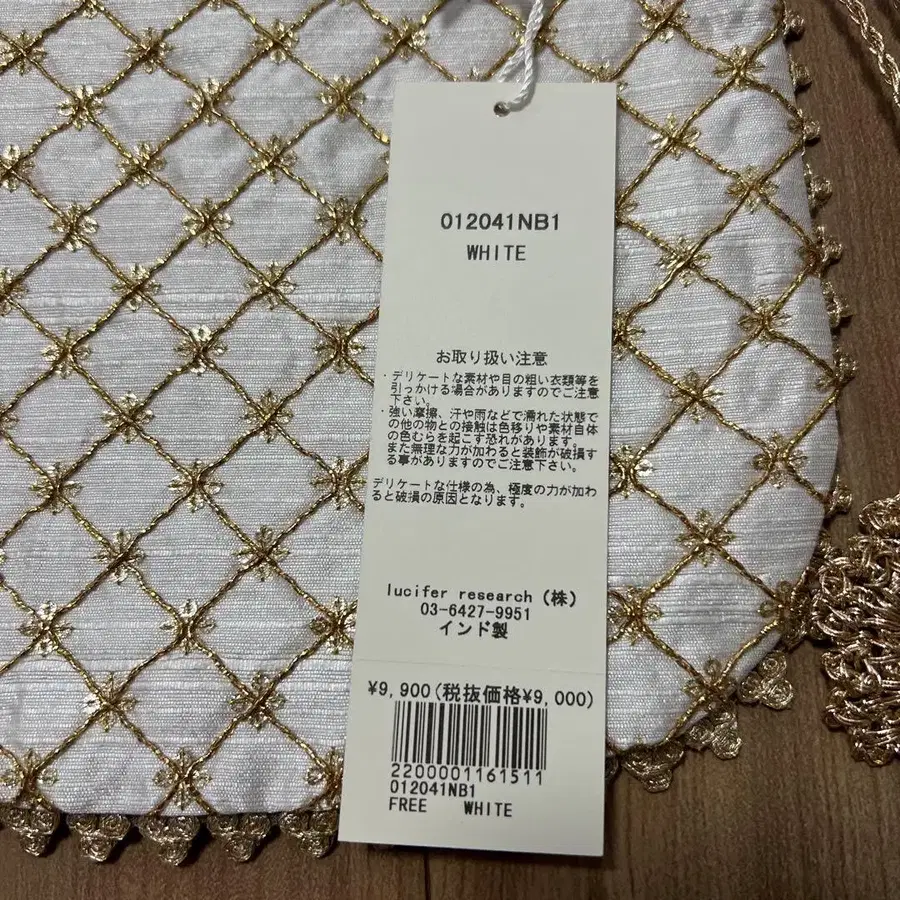 012041NB1
WHITE
お取り扱い注意
・デリケートな素材や目の粗い衣類等を
引っかける場合がありますのでご注意
下さい。
・強い摩擦、汗や雨などで濡れた状態で
の他の物との接触は色移りや素材自体
の色むらを起こす恐れがあります。
また無理な力が加わると装飾が破損す
る事がありますのでご注意下さい。
デリケートな仕様の為、極度の力が加わ
ると破損の原因となります。
lucifer research（株）
03-6427-9951
インド製
¥9,900(税抜価格¥9,000)
2200001161511
012041NB1
FREE WHITE